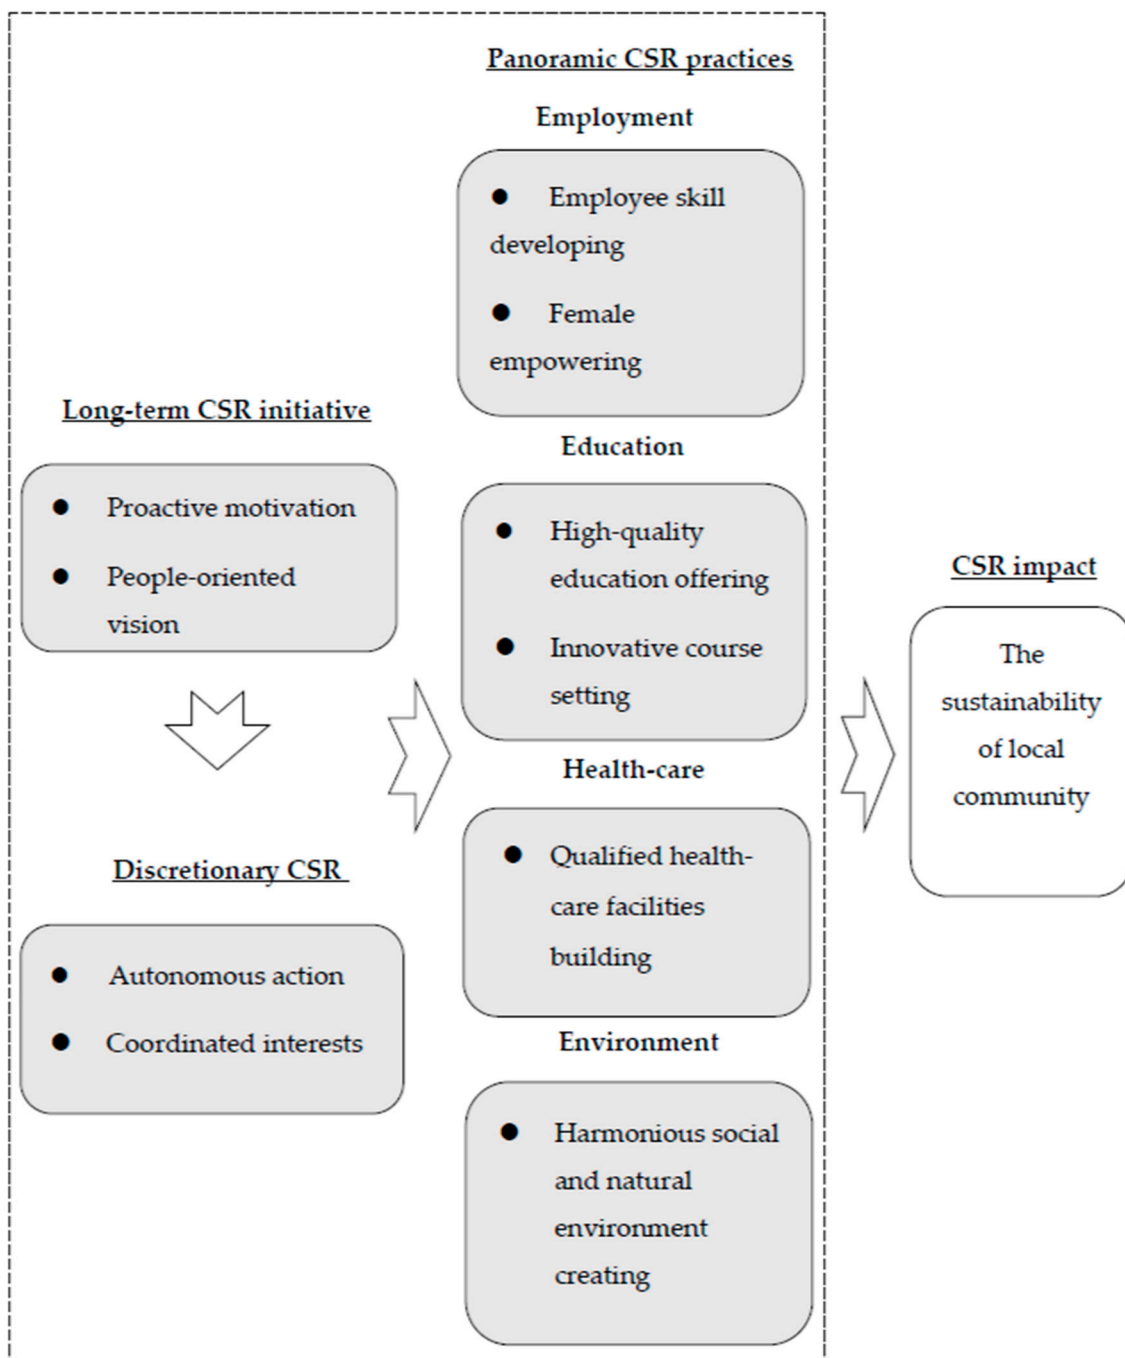 Long-term CSR initiative
● Proactive motivation
● People-oriented
vision
Discretionary CSR
● Autonomous action
● Coordinated interests
Panoramic CSR practices
Employment
● Employee skill
developing
● Female
empowering
Education
● High-quality
education offering
● Innovative course
setting
Health-care
● Qualified health-
care facilities
building
Environment
● Harmonious social
and natural
environment
creating
CSR impact
The
sustainability
of local
community